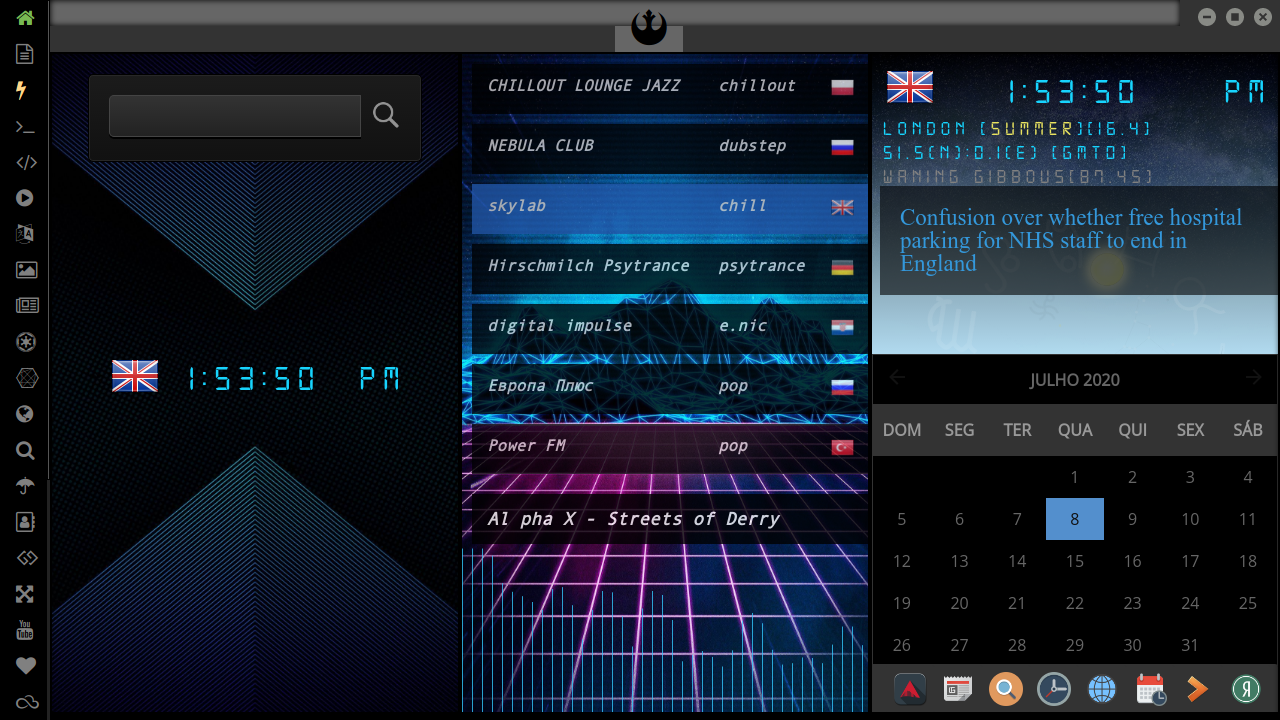 1:53:50 PM
CHILLOUT LOUNGE JAZZ chillout
NEBULA CLUB dubstep
skylab chill
Hirschmilch Psytrance psytrance
digital impulse e.nic
Европа Плюс pop
Power FM pop
Al pha X - Streets of Derry
1:53:50 PM
LONDON [SUMMER][16.4]
51.5(N):0.1(E) [GMT0]
WANING GIBBOUS[87.45]
Confusion over whether free hospital
parking for NHS staff to end in
England
JULHO 2020
DOM SEG TER QUA QUI SEX SÁB
1 2 3 4
5 6 7 8 9 10 11
12 13 14 15 16 17 18
19 20 21 22 23 24 25
26 27 28 29 30 31
You
Tube
Я